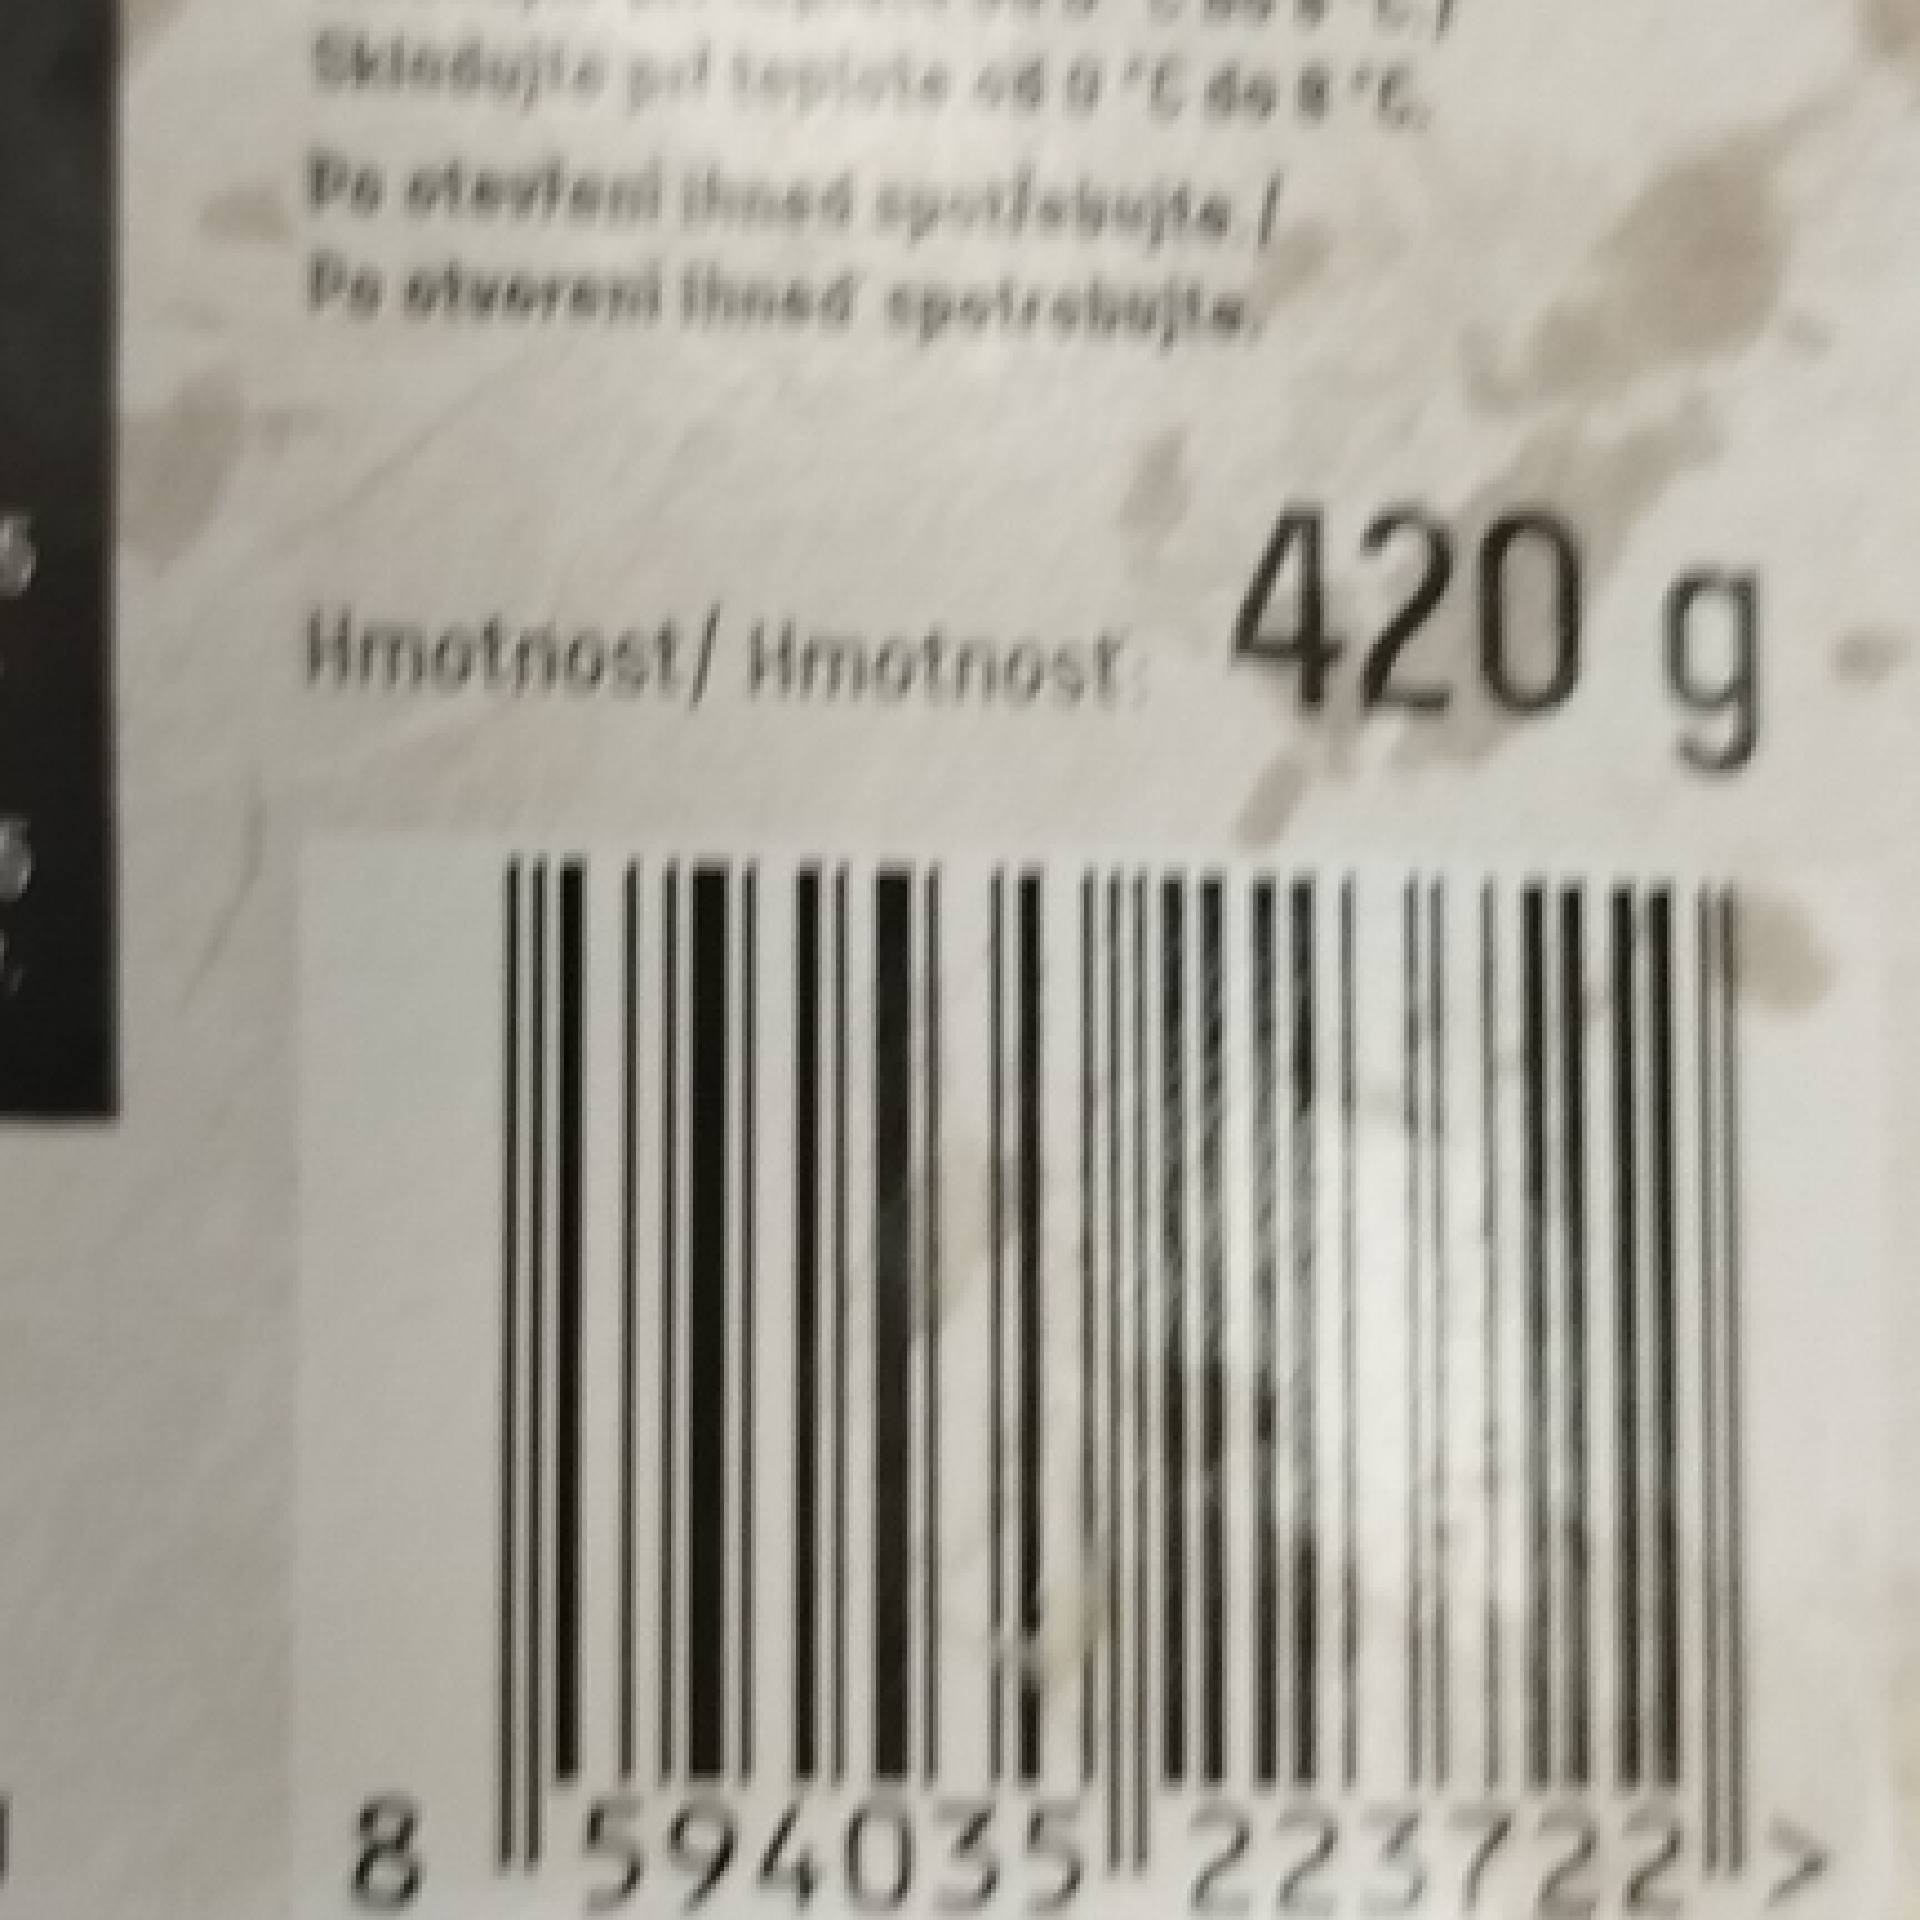 Skladujte pri teplote od 0 °C do 8 °C.
Po otevření ihned spotřebujte. /
Po otvorení ihneď spotrebujte.
Hmotnost/ Hmotnosť: 420 g
8 594035 223722 >